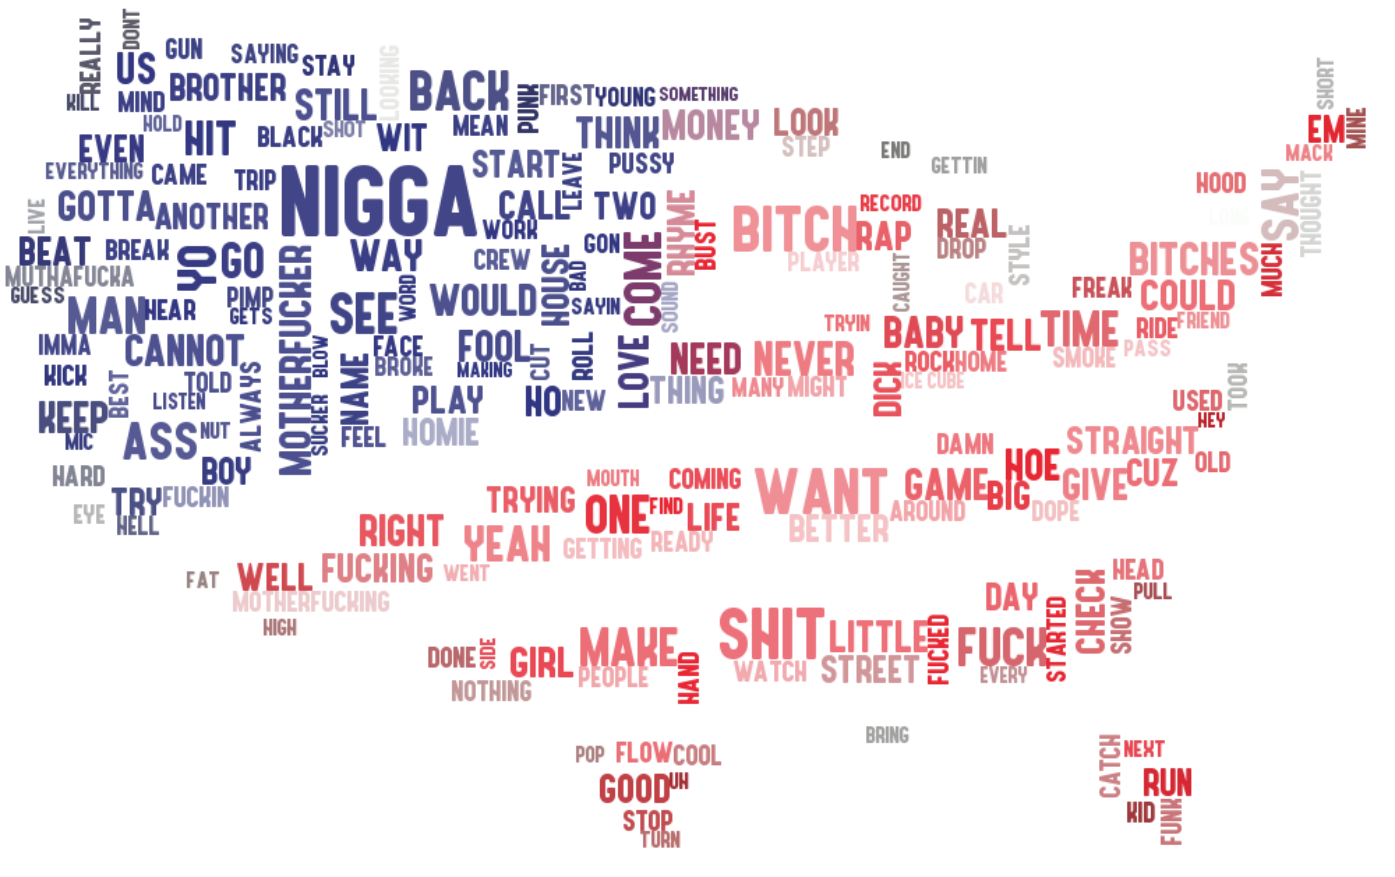 REALLY
DONT
GUN
SAYING
STAY
LOOKING
US
BROTHER
BACK
KILL
MIND
STILL
PUNK
FIRST
YOUNG
SOMETHING
SHORT
HOLD
HIT
BLACK
SHOT
WIT
MEAN
THINK
MONEY
LOOK
STEP
EM
MINE
EVEN
END
GETTIN
MACK
EVERYTHING
CAME
TRIP
NIGGA
START
LEAVE
PUSSY
HOOD
SAY
THOUGHT
LIVE
GOTTA
ANOTHER
CALL
TWO
RHYME
BUST
BITCH
RECORD
RAP
REAL
WORK
DROP
STYLE
BEAT
BREAK
YO
GO
WAY
CREW
HOUSE
GON
COME
PLAYER
BITCHES
MUCH
MUTHAFUCKA
MOTHERFUCKER
BAD
CAUGHT
GUESS
PIMP
WORD
WOULD
SAYIN
SOUND
CAR
FREAK
COULD
MAN
HEAR
GETS
SEE
TRYIN
BABY
TELL
TIME
RIDE
FRIEND
IMMA
CANNOT
BLOW
FACE
FOOL
CUT
ROLL
LOVE
NEED
NEVER
ROCK
HOME
SMOKE
PASS
KICK
BEST
TOLD
ALWAYS
NAME
BROKE
MAKING
THING
MANY
MIGHT
DICK
ICE CUBE
TOOK
LISTEN
SUCKER
PLAY
HO
NEW
USED
KEEP
HEY
MIC
ASS
NUT
FEEL
HOMIE
DAMN
STRAIGHT
HARD
BOY
MOUTH
COMING
WANT
GAME
HOE
GIVE
CUZ
OLD
TRY
FUCKIN
TRYING
ONE
FIND
BIG
EYE
HELL
LIFE
BETTER
AROUND
DOPE
RIGHT
YEAH
GETTING
READY
FAT
WELL
FUCKING
WENT
HEAD
MOTHERFUCKING
DAY
CHECK
PULL
HIGH
SHIT
LITTLE
FUCKED
FUCK
STARTED
SHOW
DONE
SIDE
GIRL
MAKE
HAND
WATCH
STREET
EVERY
PEOPLE
NOTHING
BRING
POP
FLOW
COOL
CATCH
NEXT
GOOD
UH
RUN
STOP
KID
FUNK
TURN